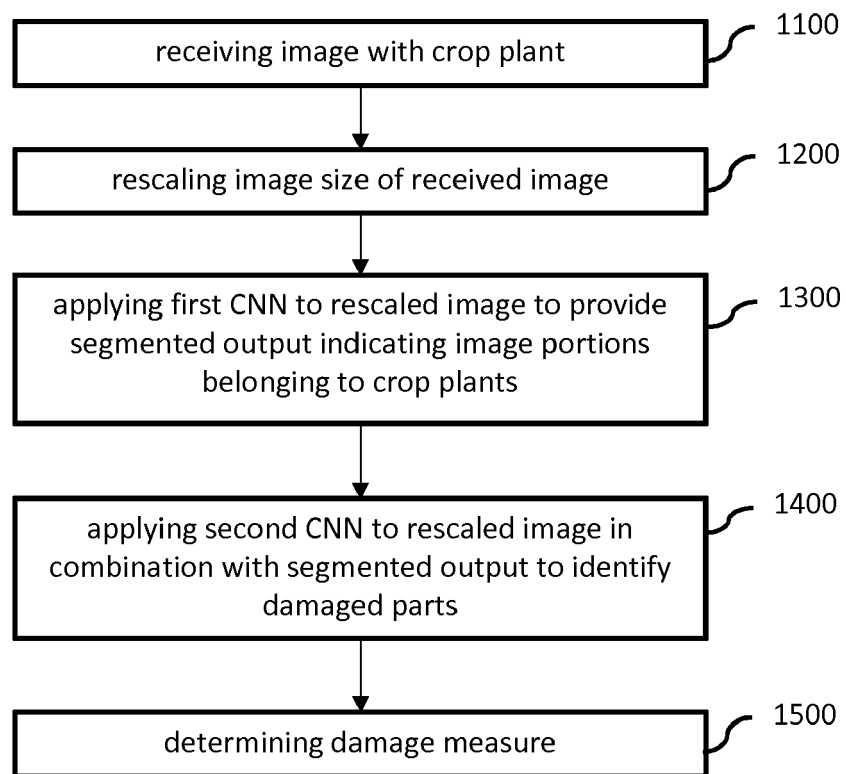 1100
receiving image with crop plant
1200
rescaling image size of received image
1300
applying first CNN to rescaled image to provide
segmented output indicating image portions
belonging to crop plants
1400
applying second CNN to rescaled image in
combination with segmented output to identify
damaged parts
1500
determining damage measure